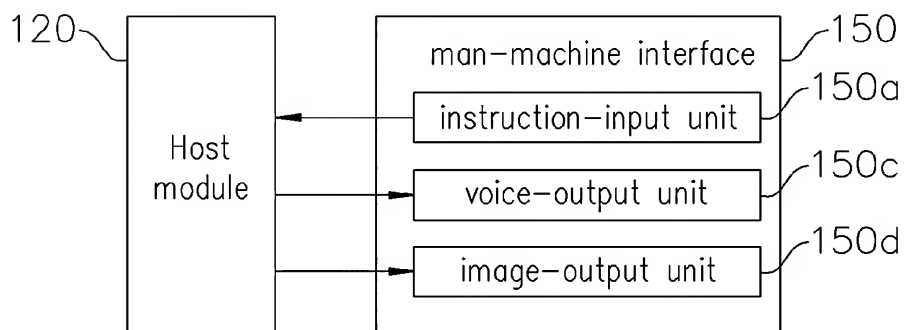 120
man-machine interface
150
150a
instruction-input unit
Host
module
150c
voice-output unit
150d
image-output unit